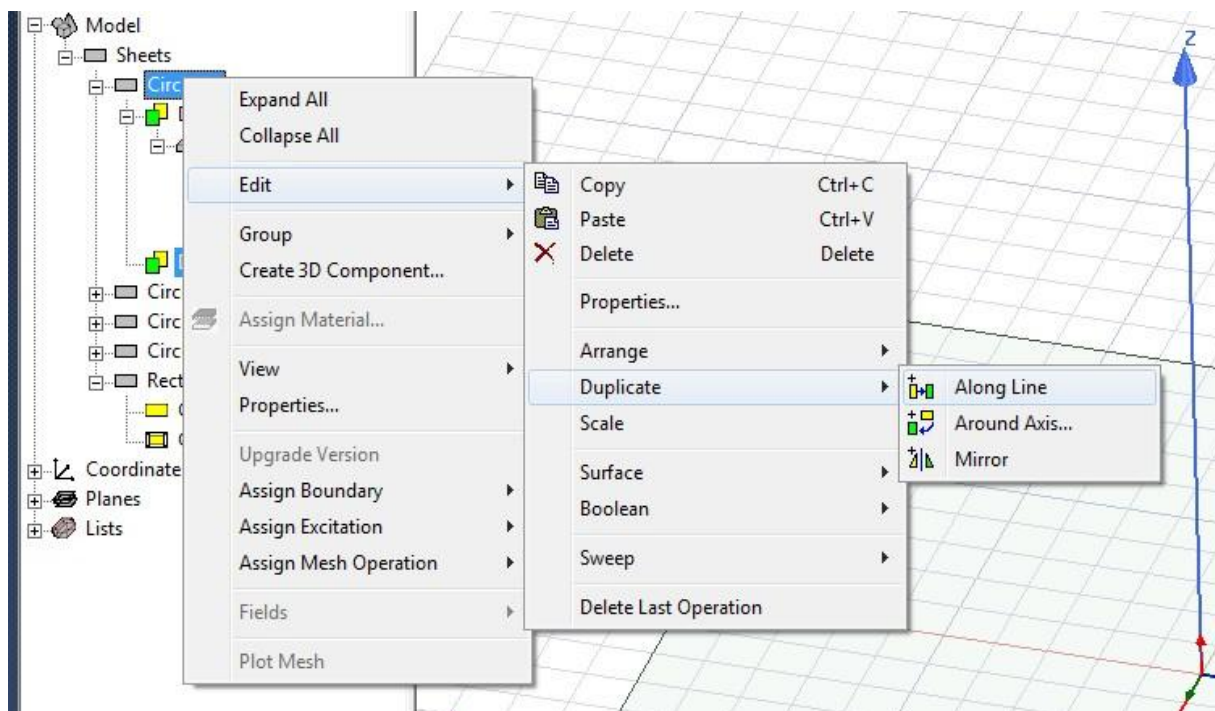 Model
Sheets
Circ
Circ
Circ
Circ
Rect
Coordinate
Planes
Lists
Expand All
Collapse All
Edit
Group
Create 3D Component...
Assign Material...
View
Properties...
Upgrade Version
Assign Boundary
Assign Excitation
Assign Mesh Operation
Fields
Plot Mesh
Copy Ctrl+C
Paste Ctrl+V
Delete Delete
Properties...
Arrange
Duplicate
Scale
Surface
Boolean
Sweep
Delete Last Operation
Along Line
Around Axis...
Mirror
Z